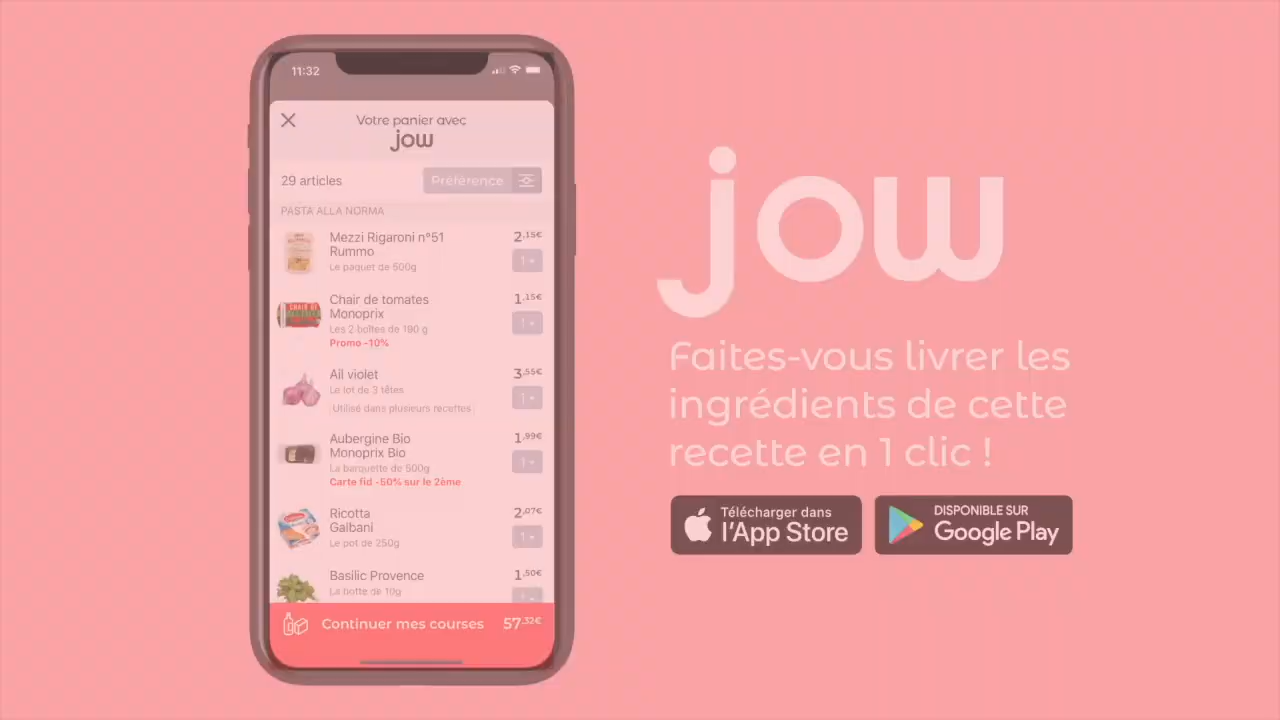 11:32
Votre panier avec
jow
29 articles
Préférence
PASTA ALLA NORMA
Mezzi Rigaroni n°51
Rummo
2,15€
Le paquet de 500g
1
Chair de tomates
Monoprix
1,15€
Les 2 boîtes de 190 g
Promo -10%
1
Ail violet
3,55€
Le lot de 3 têtes
Utilisé dans plusieurs recettes
1
Aubergine Bio
Monoprix Bio
1,99€
La barquette de 500g
Carte fid -50% sur le 2ème
1
Ricotta
Galbani
2,07€
Le pot de 250g
1
Basilic Provence
1,50€
La botte de 10g
Continuer mes courses 57,32€
jow
Faites-vous livrer les
ingrédients de cette
recette en 1 clic !
Télécharger dans
l'App Store
DISPONIBLE SUR
Google Play